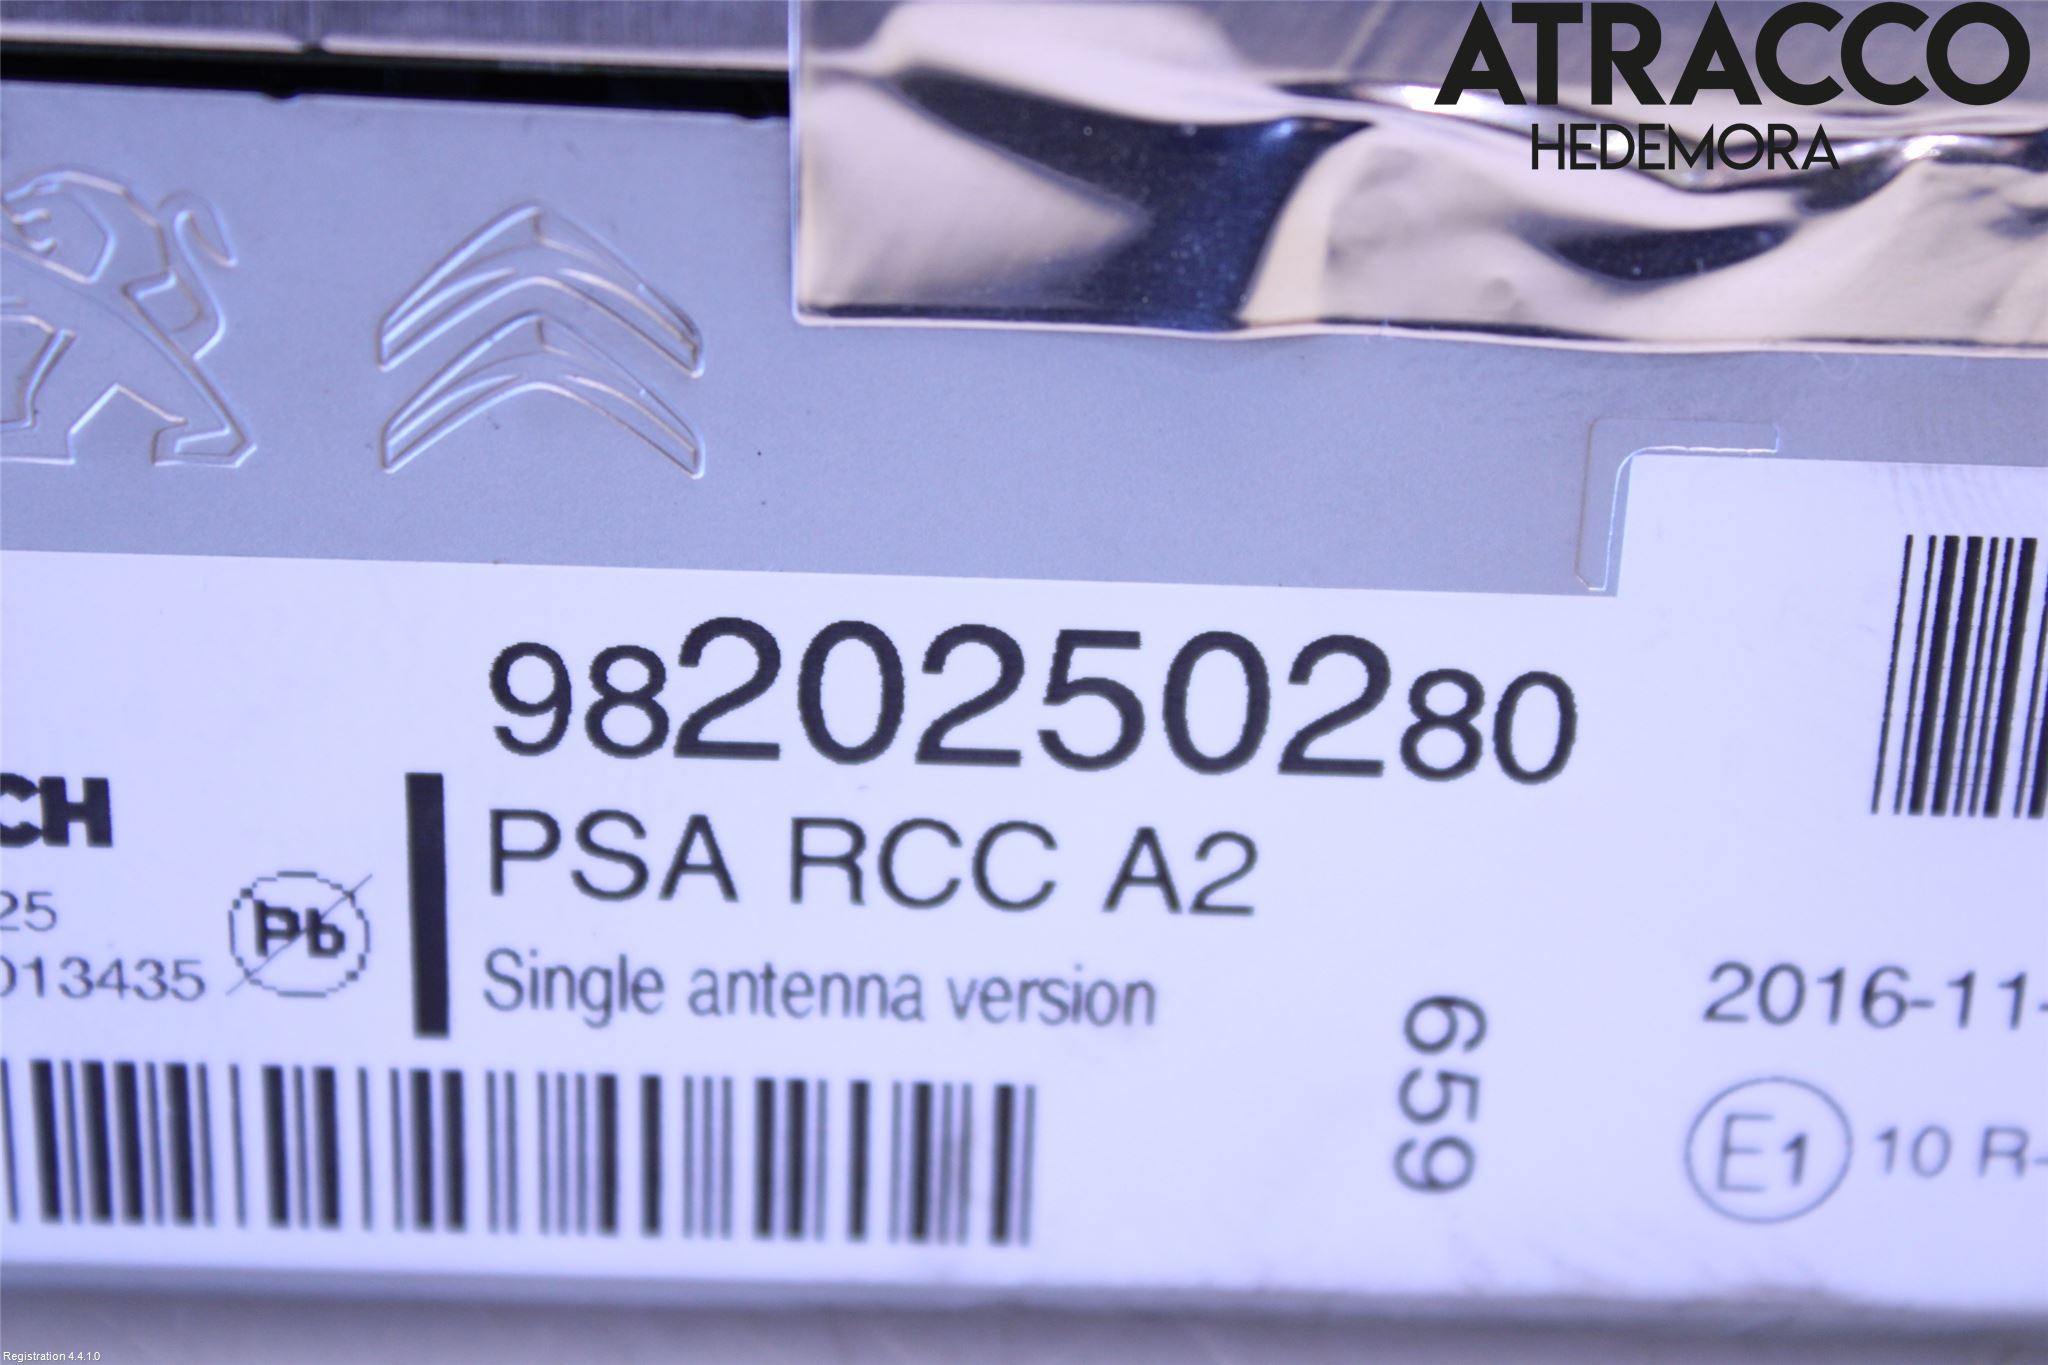 ATRACCO
HEDEMORA
9820250280
CH
PSA RCC A2
25
Pb
013435
Single antenna version
659
2016-11-
E1 10 R-
Registration 4.4.1.0